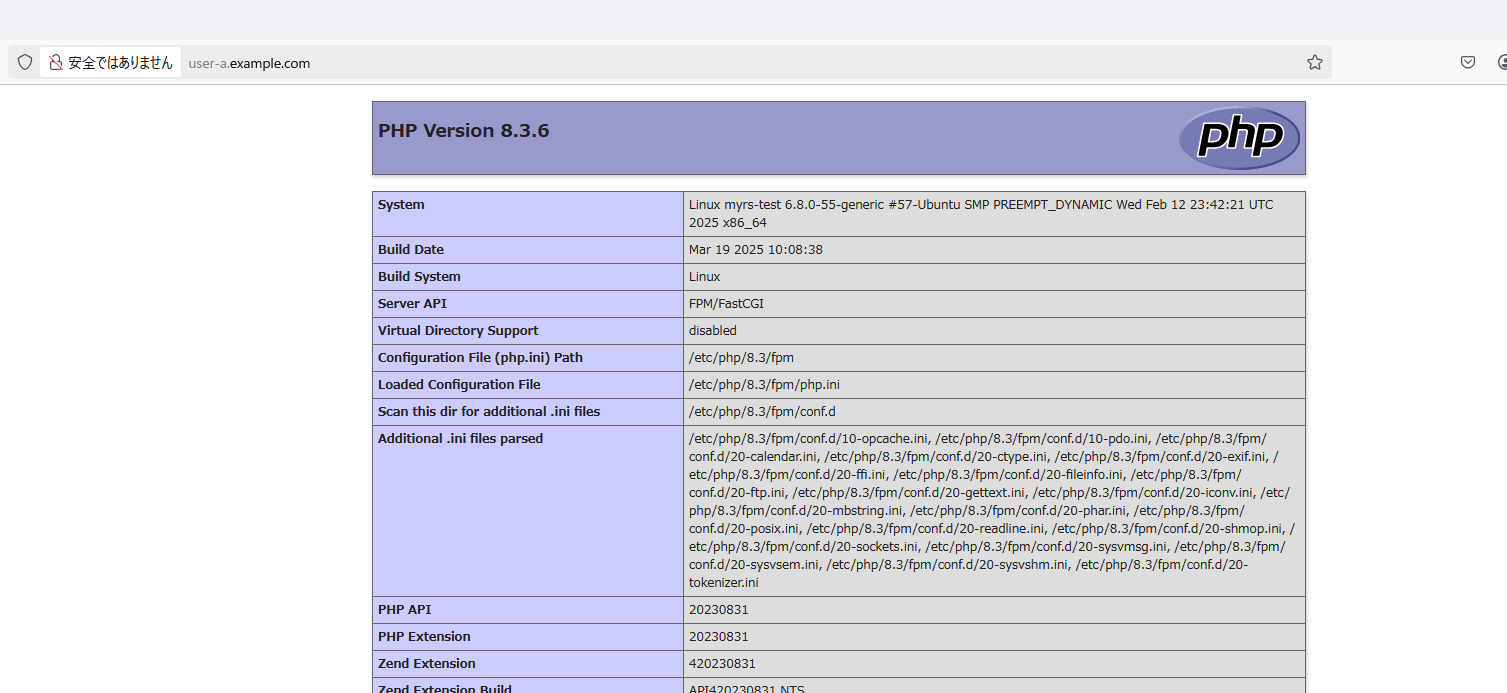 安全ではありません user-a.example.com
PHP Version 8.3.6
php
System Linux myrs-test 6.8.0-55-generic #57-Ubuntu SMP PREEMPT_DYNAMIC Wed Feb 12 23:42:21 UTC
2025 x86_64
Build Date Mar 19 2025 10:08:38
Build System Linux
Server API FPM/FastCGI
Virtual Directory Support disabled
Configuration File (php.ini) Path /etc/php/8.3/fpm
Loaded Configuration File /etc/php/8.3/fpm/php.ini
Scan this dir for additional .ini files /etc/php/8.3/fpm/conf.d
Additional .ini files parsed /etc/php/8.3/fpm/conf.d/10-opcache.ini, /etc/php/8.3/fpm/conf.d/10-pdo.ini, /etc/php/8.3/fpm/
conf.d/20-calendar.ini, /etc/php/8.3/fpm/conf.d/20-ctype.ini, /etc/php/8.3/fpm/conf.d/20-exif.ini, /
etc/php/8.3/fpm/conf.d/20-ffi.ini, /etc/php/8.3/fpm/conf.d/20-fileinfo.ini, /etc/php/8.3/fpm/
conf.d/20-ftp.ini, /etc/php/8.3/fpm/conf.d/20-gettext.ini, /etc/php/8.3/fpm/conf.d/20-iconv.ini, /etc/
php/8.3/fpm/conf.d/20-mbstring.ini, /etc/php/8.3/fpm/conf.d/20-phar.ini, /etc/php/8.3/fpm/
conf.d/20-posix.ini, /etc/php/8.3/fpm/conf.d/20-readline.ini, /etc/php/8.3/fpm/conf.d/20-shmop.ini, /
etc/php/8.3/fpm/conf.d/20-sockets.ini, /etc/php/8.3/fpm/conf.d/20-sysvmsg.ini, /etc/php/8.3/fpm/
conf.d/20-sysvsem.ini, /etc/php/8.3/fpm/conf.d/20-sysvshm.ini, /etc/php/8.3/fpm/conf.d/20-
tokenizer.ini
PHP API 20230831
PHP Extension 20230831
Zend Extension 420230831
Zend Extension Build API420230831,NTS